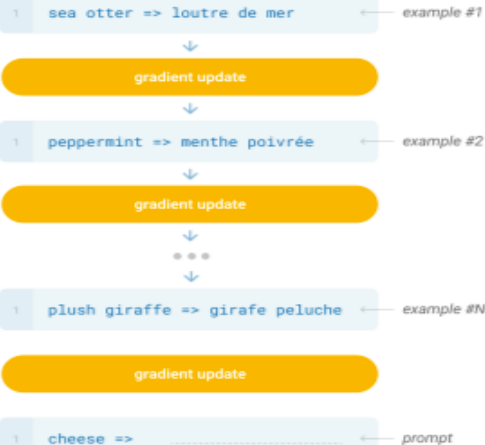 1 sea otter => loutre de mer ← example #1
↓
gradient update
↓
1 peppermint => menthe poivrée ← example #2
↓
gradient update
↓
•••
↓
1 plush giraffe => girafe peluche ← example #N
gradient update
1 cheese => .................... ← prompt